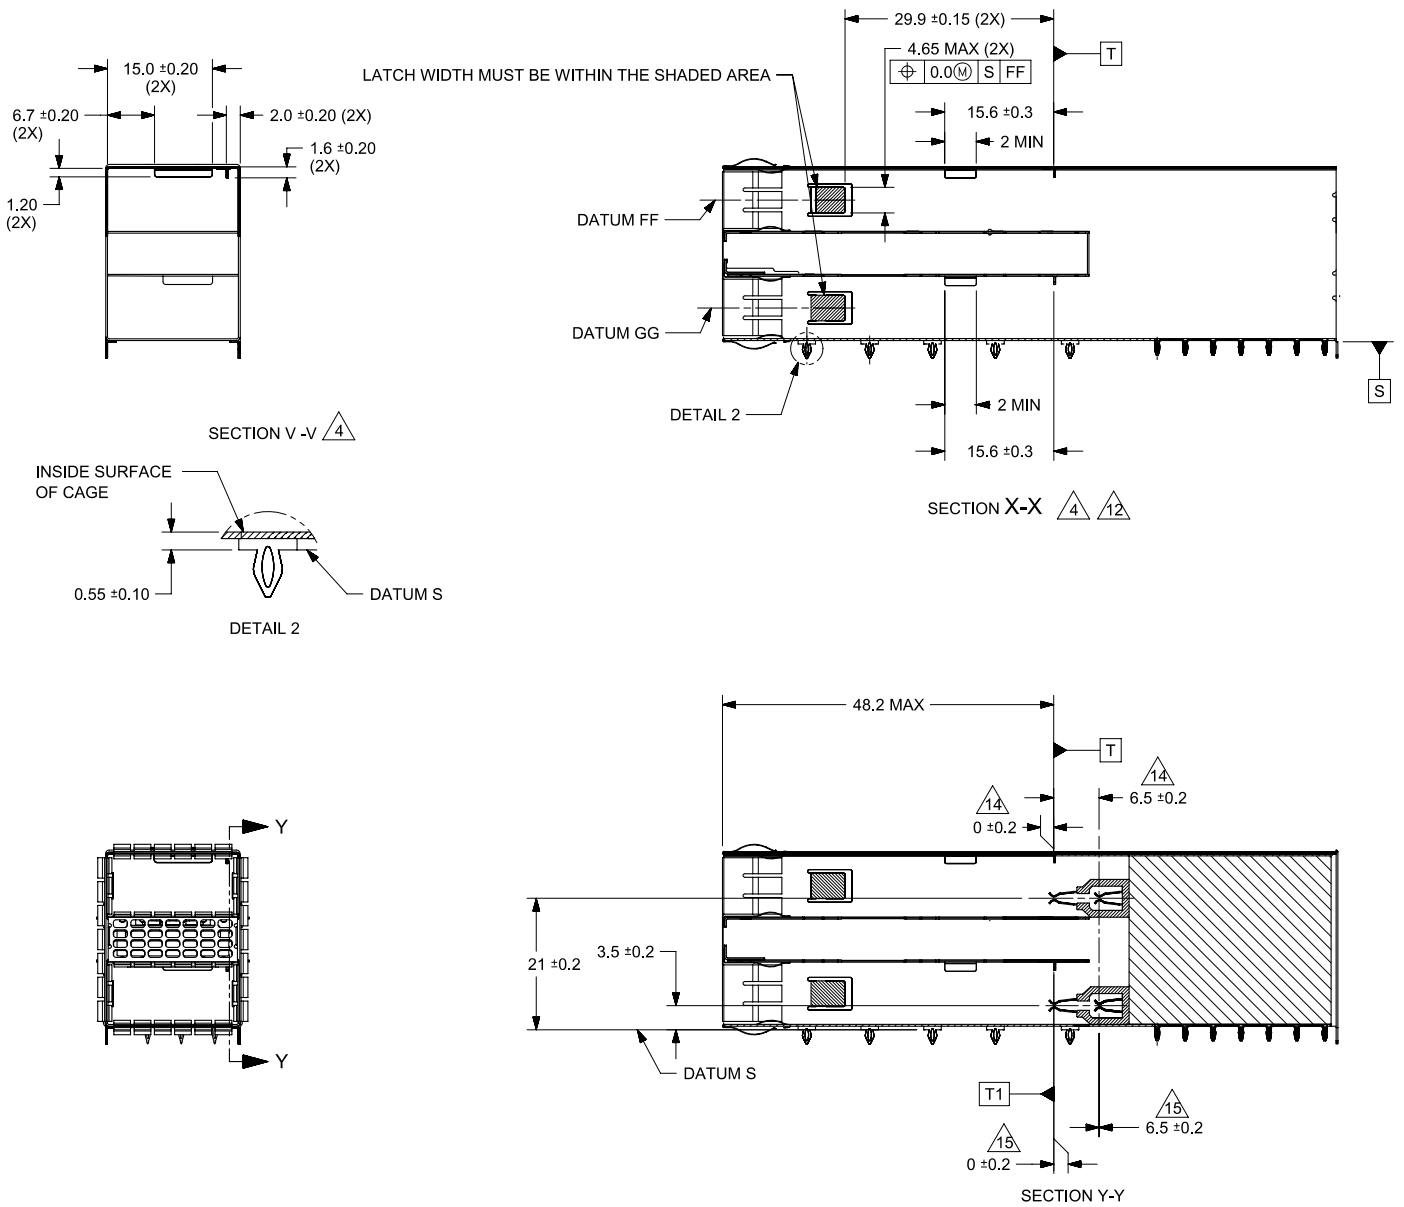 29.9 ±0.15 (2X)
T
4.65 MAX (2X)
⌖ 0.0Ⓜ S FF
LATCH WIDTH MUST BE WITHIN THE SHADED AREA
15.6 ±0.3
2 MIN
15.0 ±0.20
(2X)
6.7 ±0.20
(2X)
2.0 ±0.20 (2X)
1.6 ±0.20
(2X)
1.20
(2X)
DATUM FF
DATUM GG
DETAIL 2
S
2 MIN
15.6 ±0.3
SECTION V -V 4
SECTION X-X 4 12
INSIDE SURFACE
OF CAGE
0.55 ±0.10
DATUM S
DETAIL 2
48.2 MAX
T
14
6.5 ±0.2
14
0 ±0.2
Y
Y
21 ±0.2
3.5 ±0.2
DATUM S
T1
15
6.5 ±0.2
15
0 ±0.2
SECTION Y-Y